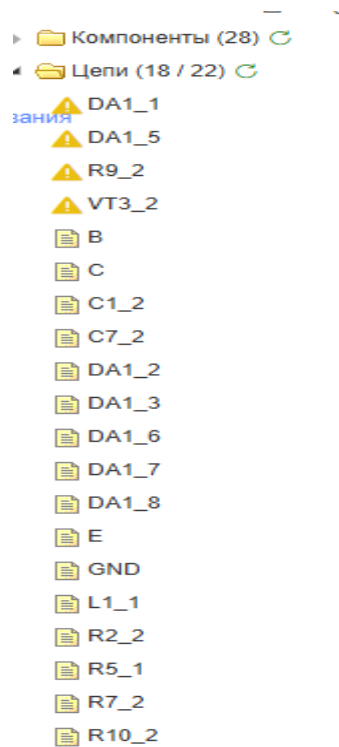 Компоненты (28)
Цепи (18 / 22)
DA1_1
вания
DA1_5
R9_2
VT3_2
B
C
C1_2
C7_2
DA1_2
DA1_3
DA1_6
DA1_7
DA1_8
E
GND
L1_1
R2_2
R5_1
R7_2
R10_2